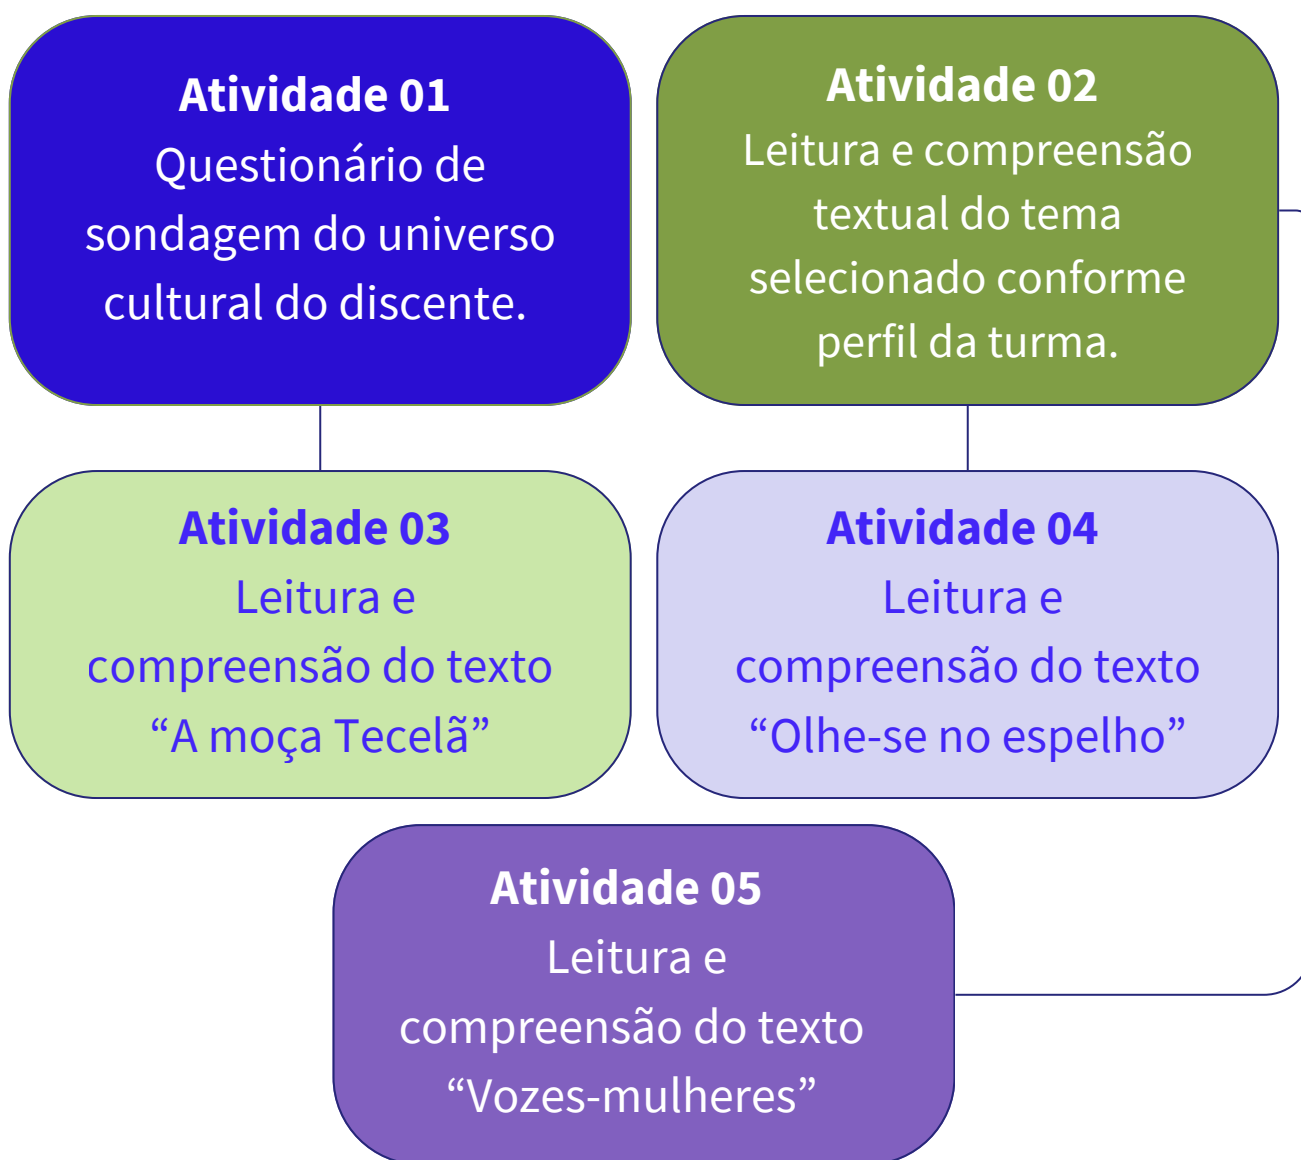 Atividade 01
Questionário de
sondagem do universo
cultural do discente.
Atividade 02
Leitura e compreensão
textual do tema
selecionado conforme
perfil da turma.
Atividade 03
Leitura e
compreensão do texto
“A moça Tecelã”
Atividade 04
Leitura e
compreensão do texto
“Olhe-se no espelho”
Atividade 05
Leitura e
compreensão do texto
“Vozes-mulheres”